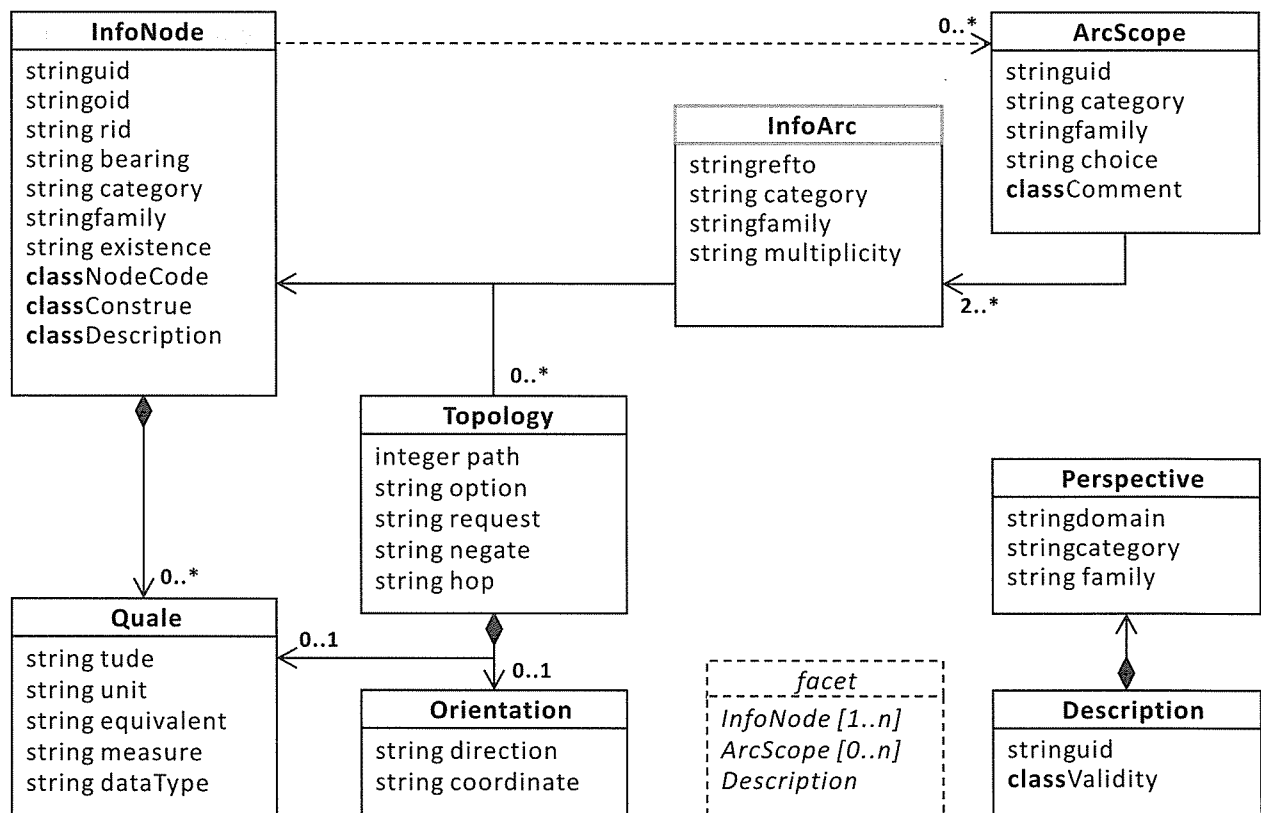 InfoNode
stringuid
stringoid
string rid
string bearing
string category
stringfamily
string existence
classNodeCode
classConstrue
classDescription
0..*
ArcScope
stringuid
string category
stringfamily
string choice
classComment
InfoArc
stringrefto
string category
stringfamily
string multiplicity
2..*
0..*
Topology
integer path
string option
string request
string negate
string hop
Perspective
stringdomain
stringcategory
string family
0..*
Quale
string tude
string unit
string equivalent
string measure
string dataType
0..1
0..1
Orientation
string direction
string coordinate
facet
InfoNode [1..n]
ArcScope [0..n]
Description
Description
stringuid
classValidity